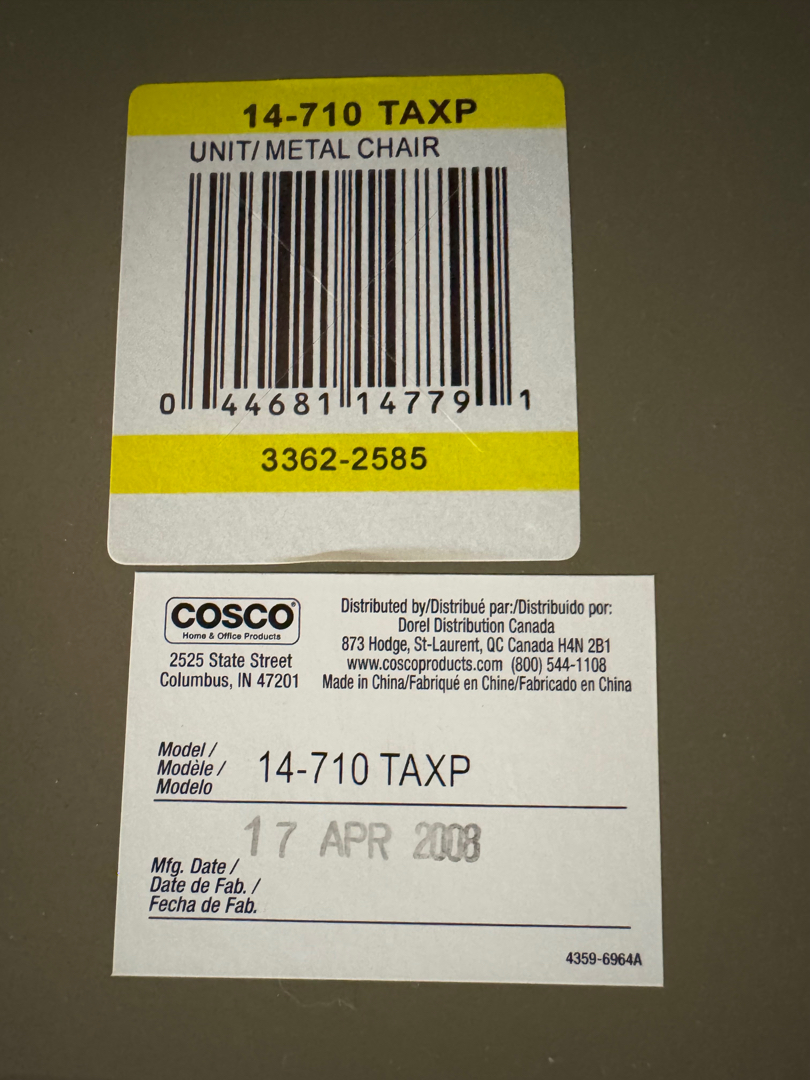 14-710 TAXP
UNIT/ METAL CHAIR
0 44681 14779 1
3362-2585
COSCO®
Home & Office Products
2525 State Street
Columbus, IN 47201
Distributed by/Distribué par:/Distribuido por:
Dorel Distribution Canada
873 Hodge, St-Laurent, QC Canada H4N 2B1
www.coscoproducts.com (800) 544-1108
Made in China/Fabriqué en Chine/Fabricado en China
Model /
Modèle /
Modelo
14-710 TAXP
17 APR 2008
Mfg. Date /
Date de Fab. /
Fecha de Fab.
4359-6964A